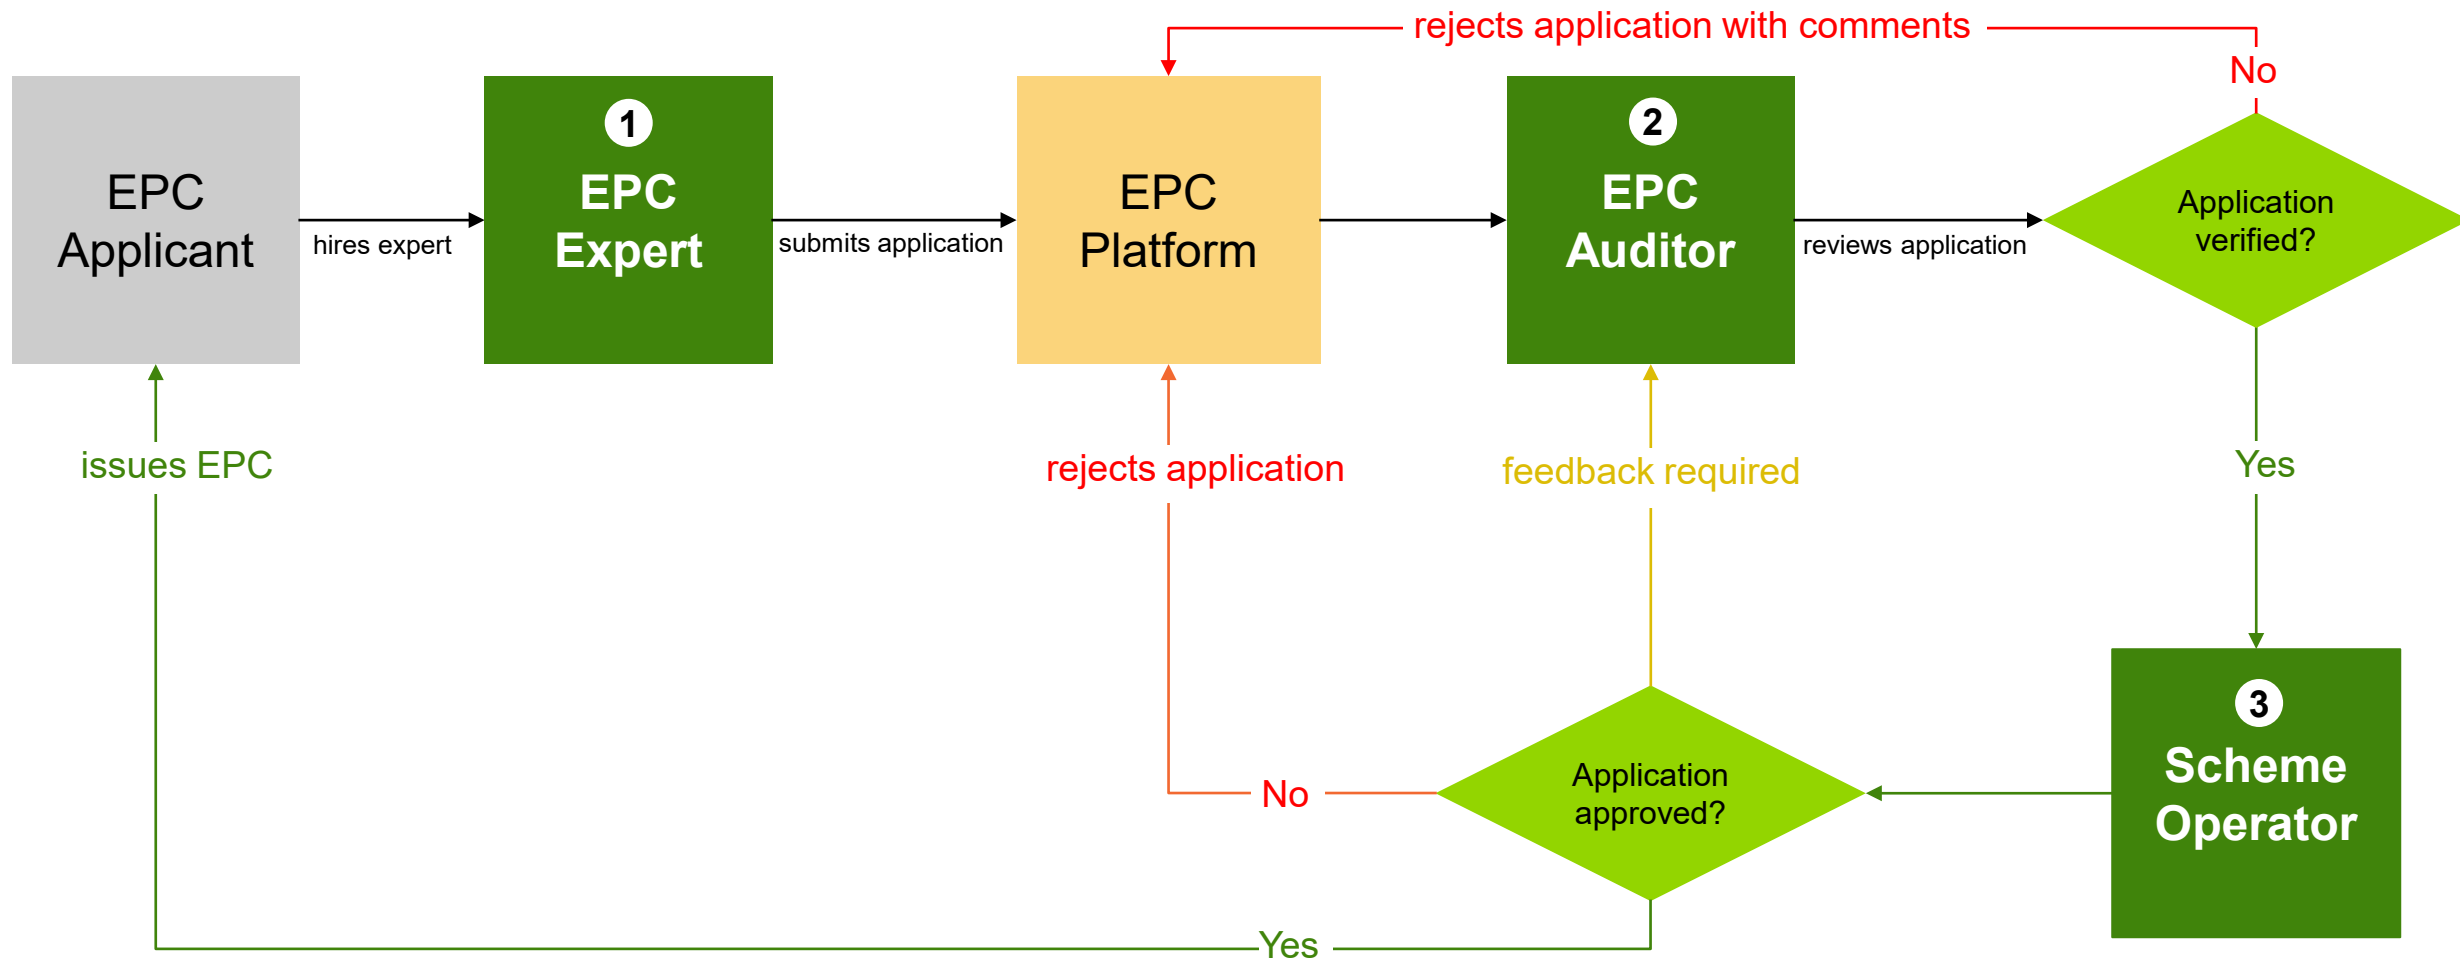 rejects application with comments
No
EPC
Applicant
hires expert
1
EPC
Expert
submits application
EPC
Platform
2
EPC
Auditor
reviews application
Application
verified?
issues EPC
rejects application
feedback required
Yes
3
Scheme
Operator
Application
approved?
No
Yes